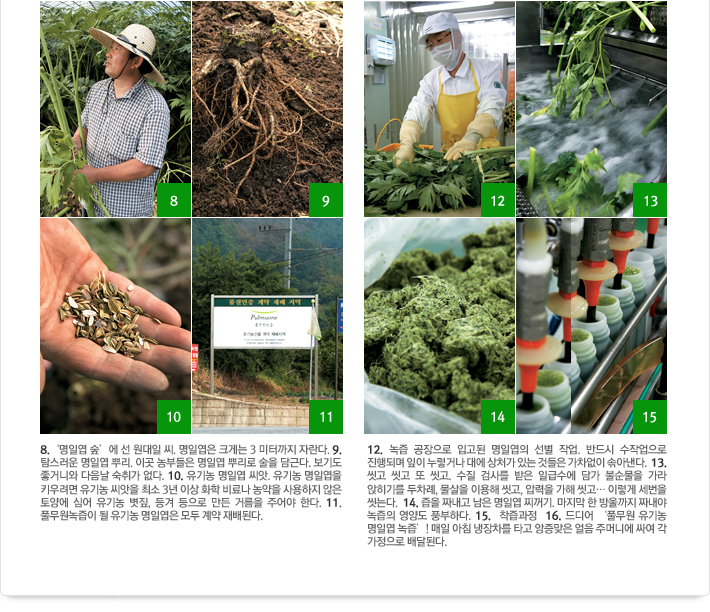 8
9
12
13
물질인증 계약 재배 지역
Pulmuone
10
11
14
15
8. '명일엽 숲' 에 선 원대일 씨. 명일엽은 크게는 3 미터까지 자란다. 9.
탐스러운 명일엽 뿌리. 이곳 농부들은 명일엽 뿌리로 술을 담근다. 보기도
좋거니와 다음날 숙취가 없다. 10. 유기농 명일엽 씨앗. 유기농 명일엽을
키우려면 유기농 씨앗을 최소 3년 이상 화학 비료나 농약을 사용하지 않은
토양에 심어 유기농 볏짚, 등겨 등으로 만든 거름을 주어야 한다. 11.
풀무원녹즙이 될 유기농 명일엽은 모두 계약 재배된다.
12. 녹즙 공장으로 입고된 명일엽의 선별 작업. 반드시 수작업으로
진행되며 잎이 누렇거나 대에 상처가 있는 것들은 가차없이 솎아낸다. 13.
씻고 씻고 또 씻고. 수질 검사를 받은 일급수에 담가 불순물을 가라
앉히기를 두차례, 물살을 이용해 씻고, 압력을 가해 씻고… 이렇게 세번을
씻는다. 14. 즙을 짜내고 남은 명일엽 찌꺼기. 마지막 한 방울까지 짜내야
녹즙의 영양도 풍부하다. 15. 착즙과정 16. 드디어 '풀무원 유기농
명일엽 녹즙' ! 매일 아침 냉장차를 타고 앙증맞은 얼음 주머니에 싸여 각
가정으로 배달된다.